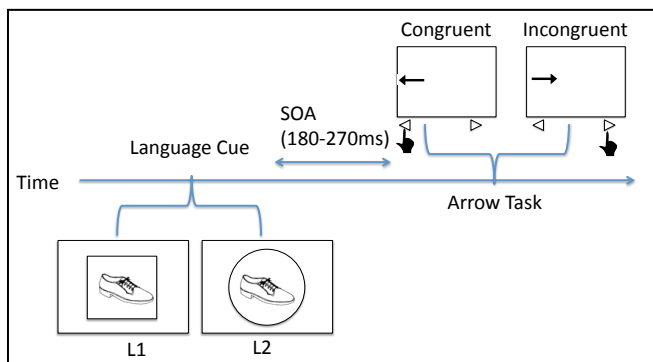 Congruent
Incongruent
SOA
(180-270ms)
Language Cue
Time
Arrow Task
L1
L2